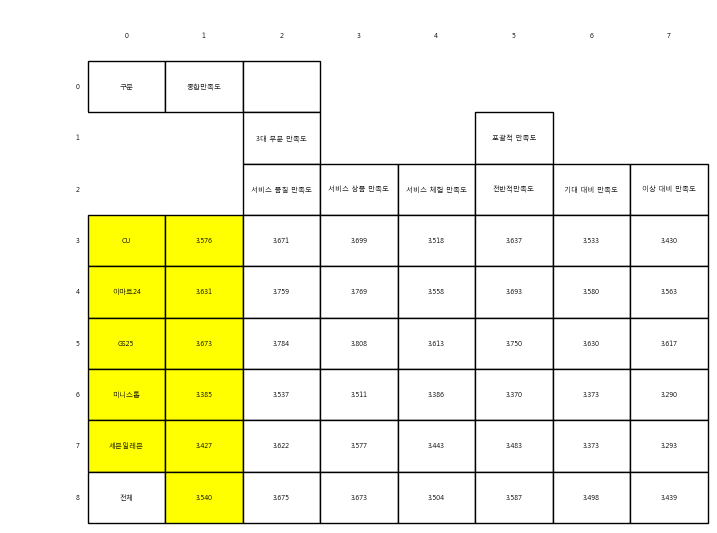 0 1 2 3 4 5 6 7
0 구분 종합만족도
1 3대 부문 만족도 포괄적 만족도
2 서비스 품질 만족도 서비스 상품 만족도 서비스 체험 만족도 전반적만족도 기대 대비 만족도 이상 대비 만족도
3 CU 3.576 3.671 3.699 3.518 3.637 3.533 3.430
4 이마트24 3.631 3.759 3.769 3.558 3.693 3.580 3.563
5 GS25 3.673 3.784 3.808 3.613 3.750 3.630 3.617
6 미니스톱 3.385 3.537 3.511 3.386 3.370 3.373 3.290
7 세븐일레븐 3.427 3.622 3.577 3.443 3.483 3.373 3.293
8 전체 3.540 3.675 3.673 3.504 3.587 3.498 3.439